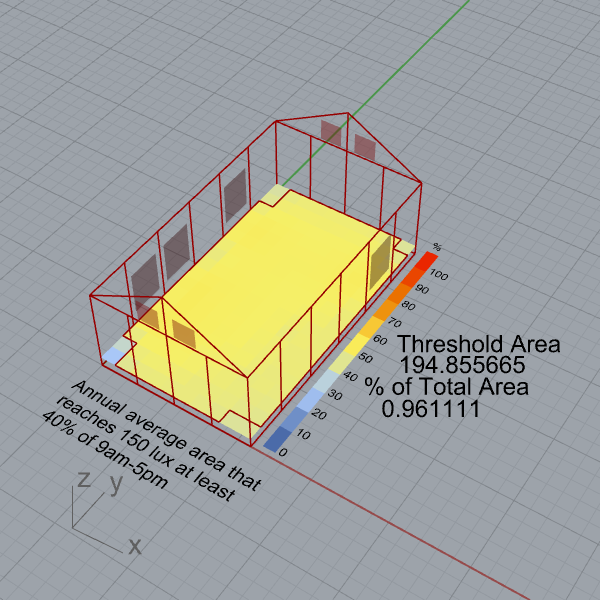 %
100
90
80
70
60
50
40
30
20
10
0
Threshold Area
194.855665
% of Total Area
0.961111
Annual average area that
reaches 150 lux at least
40% of 9am-5pm
z
y
x